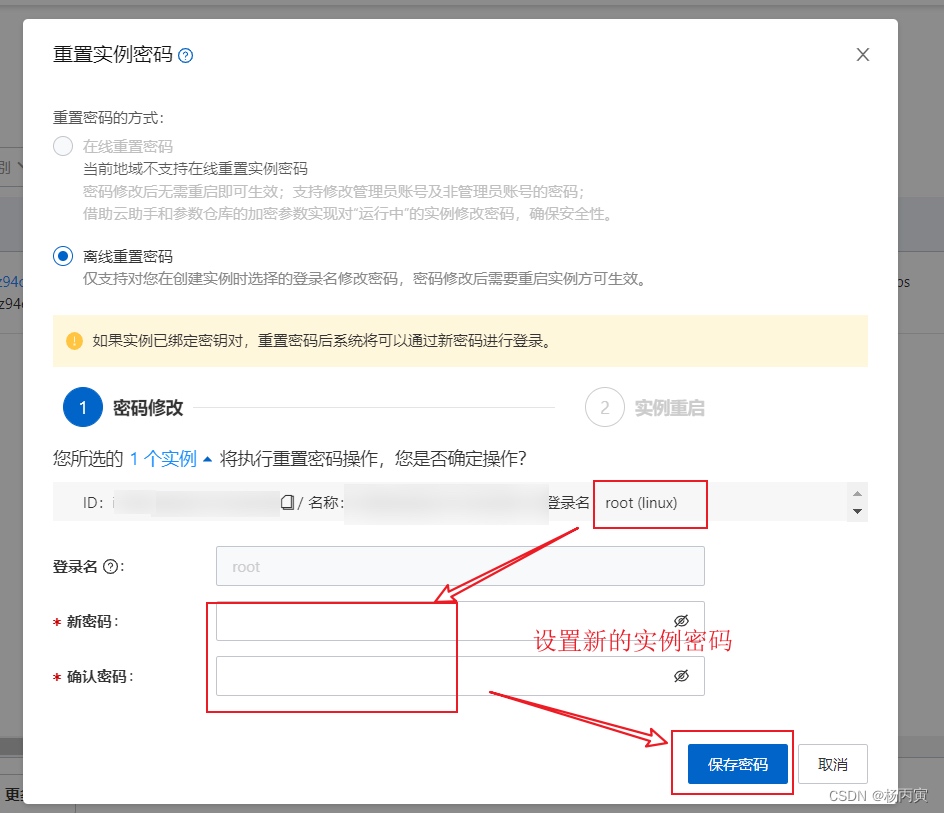 重置实例密码
重置密码的方式：
在线重置密码
别
当前地域不支持在线重置实例密码
密码修改后无需重启即可生效；支持修改管理员账号及非管理员账号的密码；
借助云助手和参数仓库的加密参数实现对“运行中”的实例修改密码，确保安全性。
离线重置密码
仅支持对您在创建实例时选择的登录名修改密码，密码修改后需要重启实例方可生效。
如果实例已绑定密钥对，重置密码后系统将可以通过新密码进行登录。
1 密码修改 2 实例重启
您所选的 1 个实例 将执行重置密码操作，您是否确定操作?
ID: / 名称: 登录名 root (linux)
登录名 ? :
root
* 新密码:
设置新的实例密码
* 确认密码:
保存密码 取消
CSDN @杨丙寅